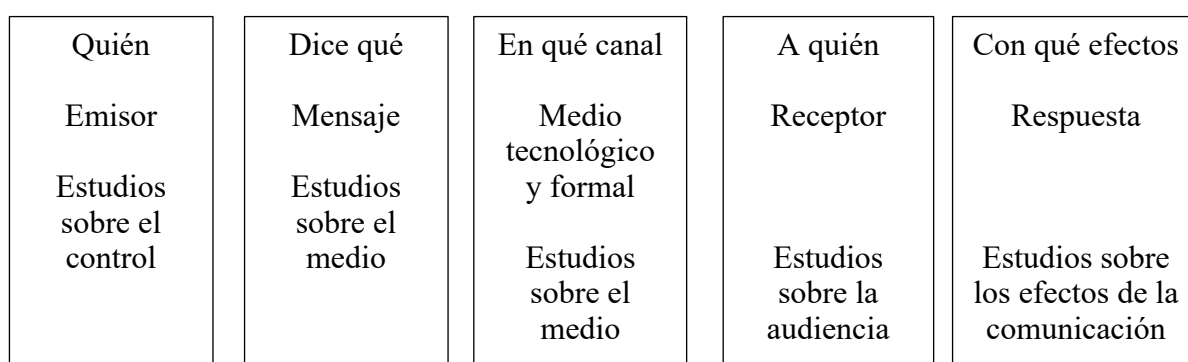 Quién
Emisor
Estudios
sobre el
control
Dice qué
Mensaje
Estudios
sobre el
medio
En qué canal
Medio
tecnológico
y formal
Estudios
sobre el
medio
A quién
Receptor
Estudios
sobre la
audiencia
Con qué efectos
Respuesta
Estudios sobre
los efectos de la
comunicación